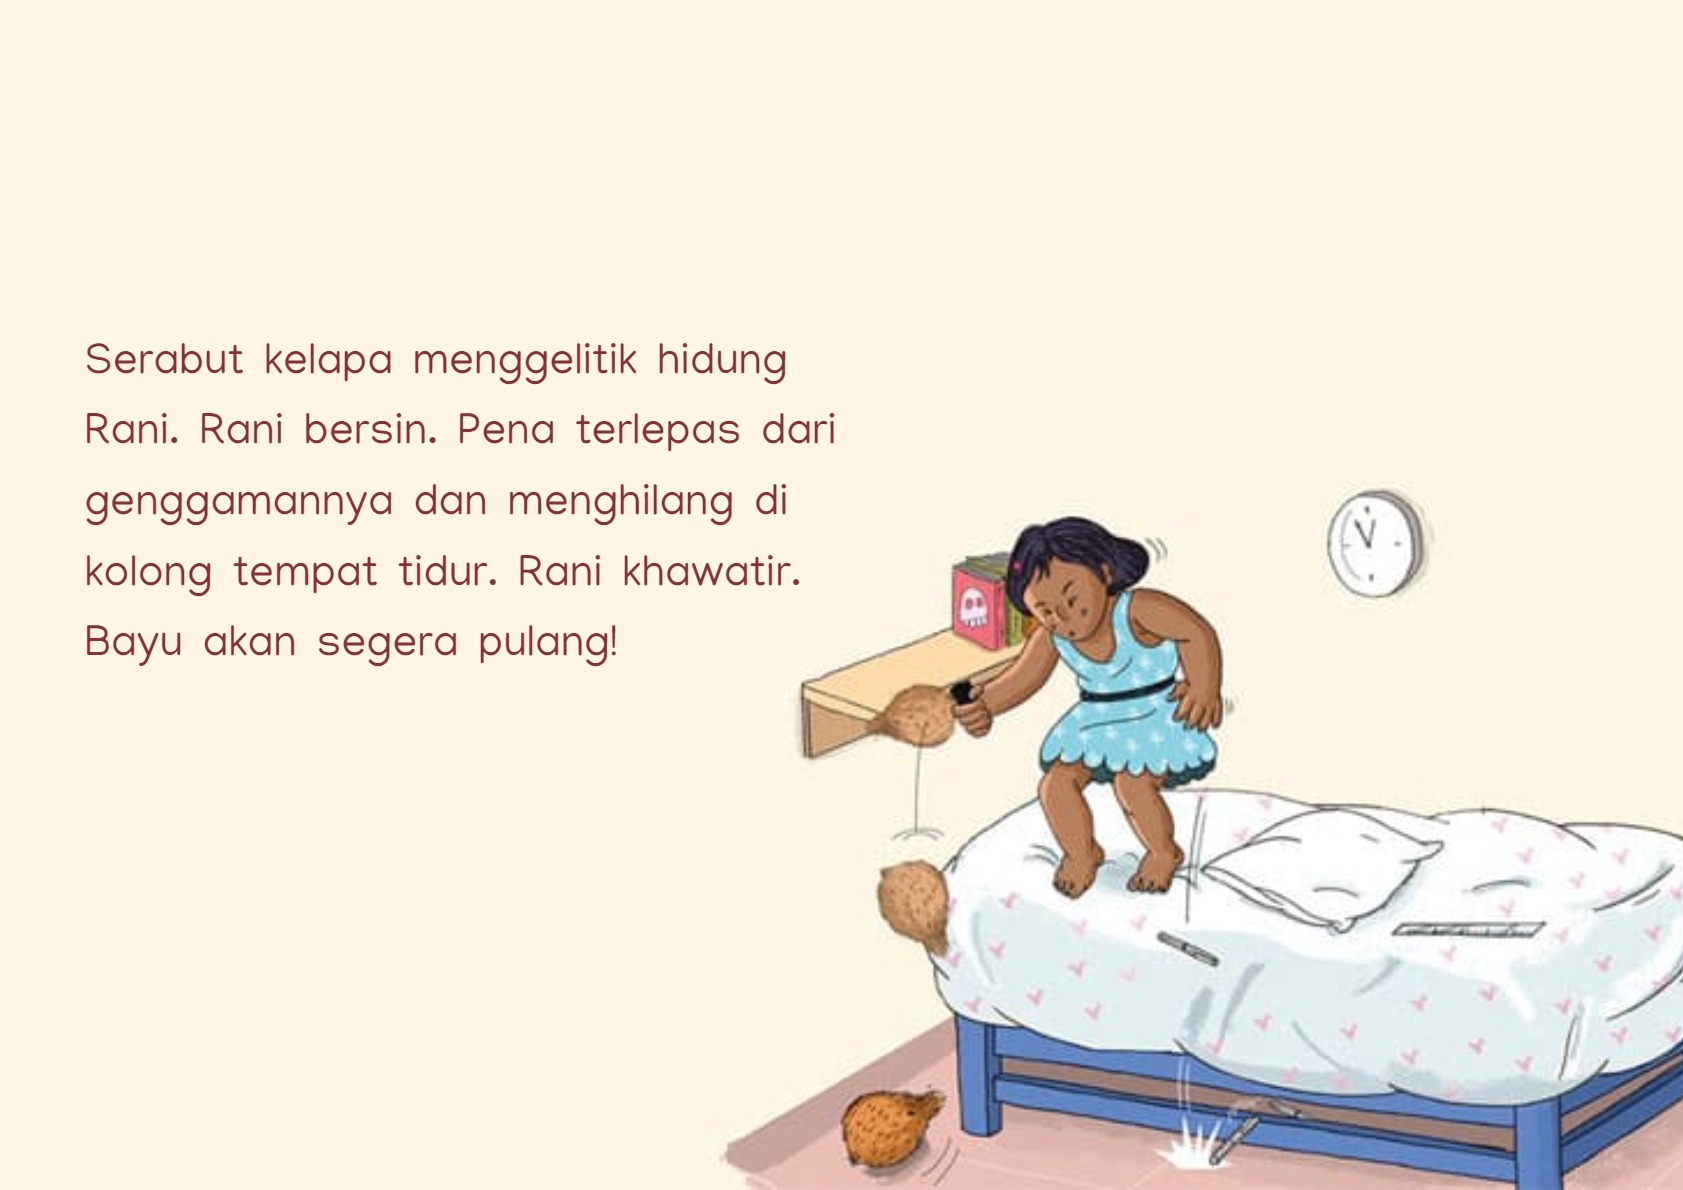 Serabut kelapa menggelitik hidung
Rani. Rani bersin. Pena terlepas dari
genggamannya dan menghilang di
kolong tempat tidur. Rani khawatir.
Bayu akan segera pulang!